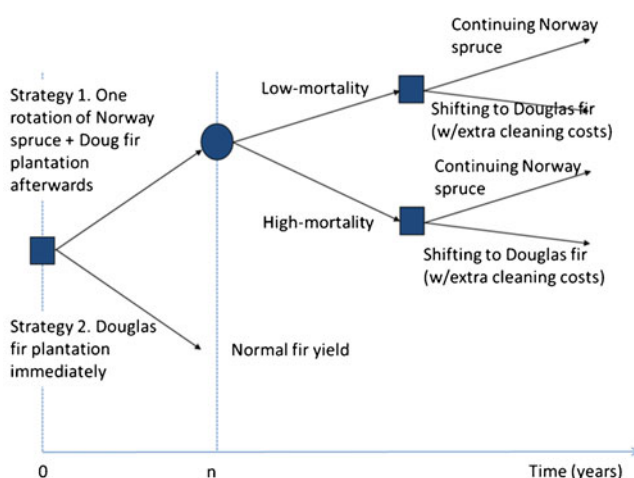 Strategy 1. One
rotation of Norway
spruce + Doug fir
plantation
afterwards
Low-mortality
Continuing Norway
spruce
Shifting to Douglas fir
(w/extra cleaning costs)
High-mortality
Continuing Norway
spruce
Shifting to Douglas fir
(w/extra cleaning costs)
Strategy 2. Douglas
fir plantation
immediately
Normal fir yield
0
n
Time (years)